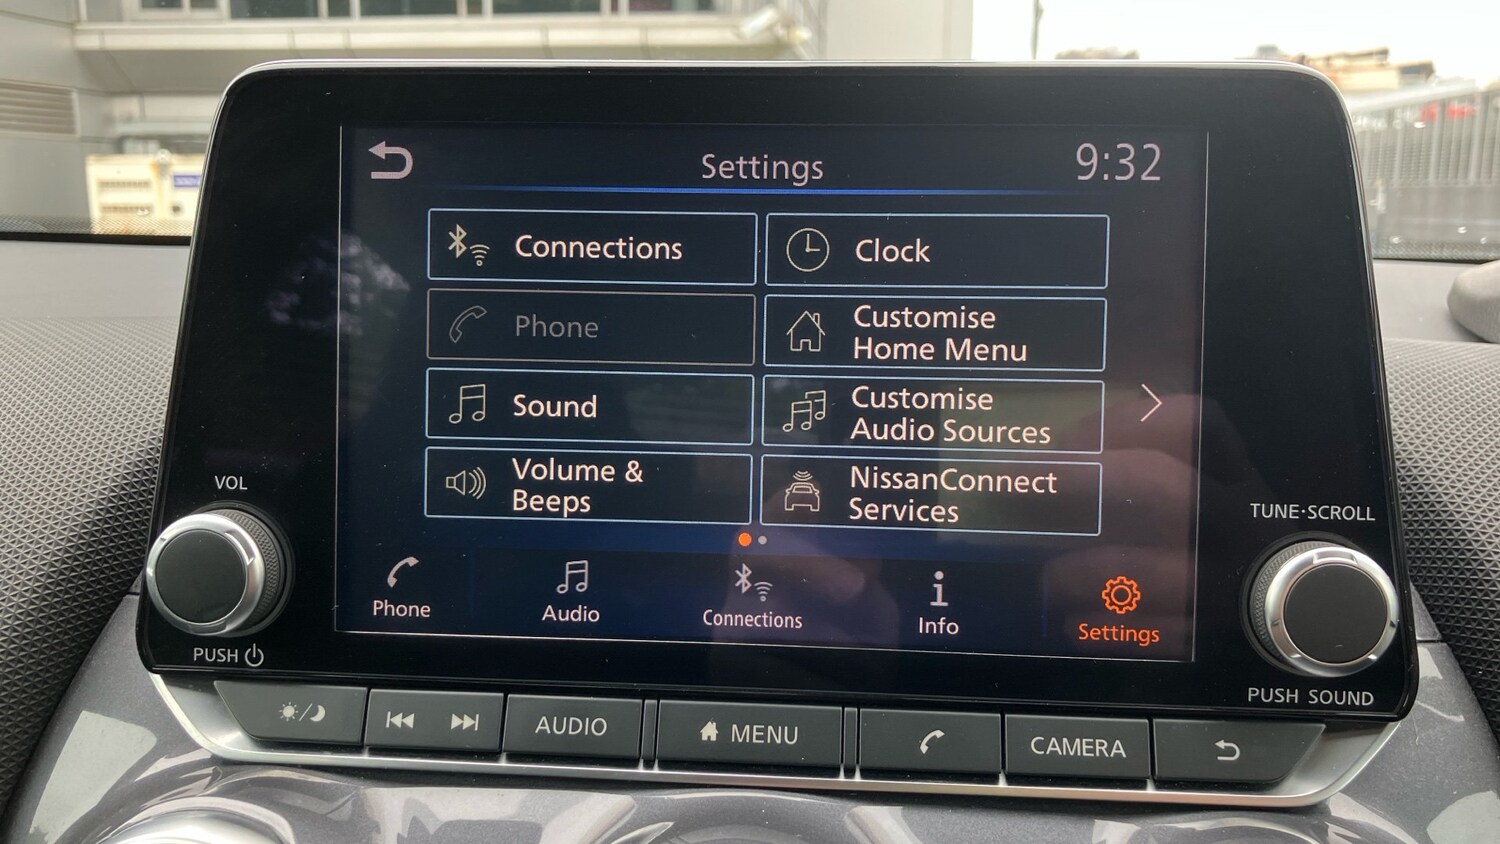 Settings
9:32
Connections
Clock
Phone
Customise
Home Menu
Sound
Customise
Audio Sources
Volume &
Beeps
NissanConnect
Services
Phone
Audio
Connections
Info
Settings
VOL
PUSH
TUNE·SCROLL
PUSH SOUND
AUDIO
MENU
CAMERA